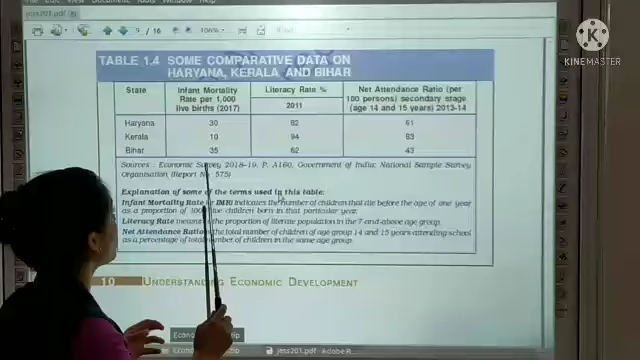 jess201.pdf
9 / 16
TABLE 1.4 SOME COMPARATIVE DATA ON
HARYANA, KERALA AND BIHAR
State Infant Mortality Rate per 1,000 live births (2017) Literacy Rate % 2011 Net Attendance Ratio (per 100 persons) secondary stage (age 14 and 15 years) 2013-14
Haryana 30 82 61
Kerala 10 94 83
Bihar 35 62 43
Sources : Economic Survey 2018-19, P. A160, Government of India; National Sample Survey
Organisation (Report No. 575)
Explanation of some of the terms used in this table:
Infant Mortality Rate (or IMR) indicates the number of children that die before the age of one year
as a proportion of 1000 live children born in that particular year.
Literacy Rate measures the proportion of literate population in the 7-and-above age group.
Net Attendance Ratio is the total number of children of age group 14 and 15 years attending school
as a percentage of total number of children in the same age group.
10 UNDERSTANDING ECONOMIC DEVELOPMENT
jess201.pdf - Adobe R...
KINEMASTER